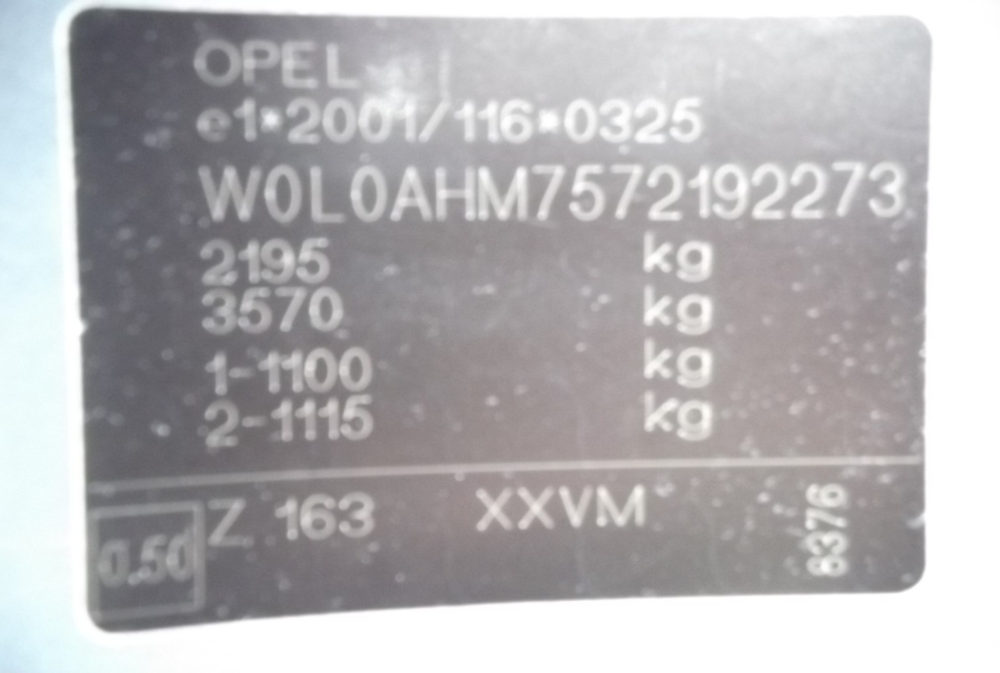 OPEL
e1*2001/116*0325
W0L0AHM7572192273
2195 kg
3570 kg
1-1100 kg
2-1115 kg
Z 163 XXVM
8376
0.50